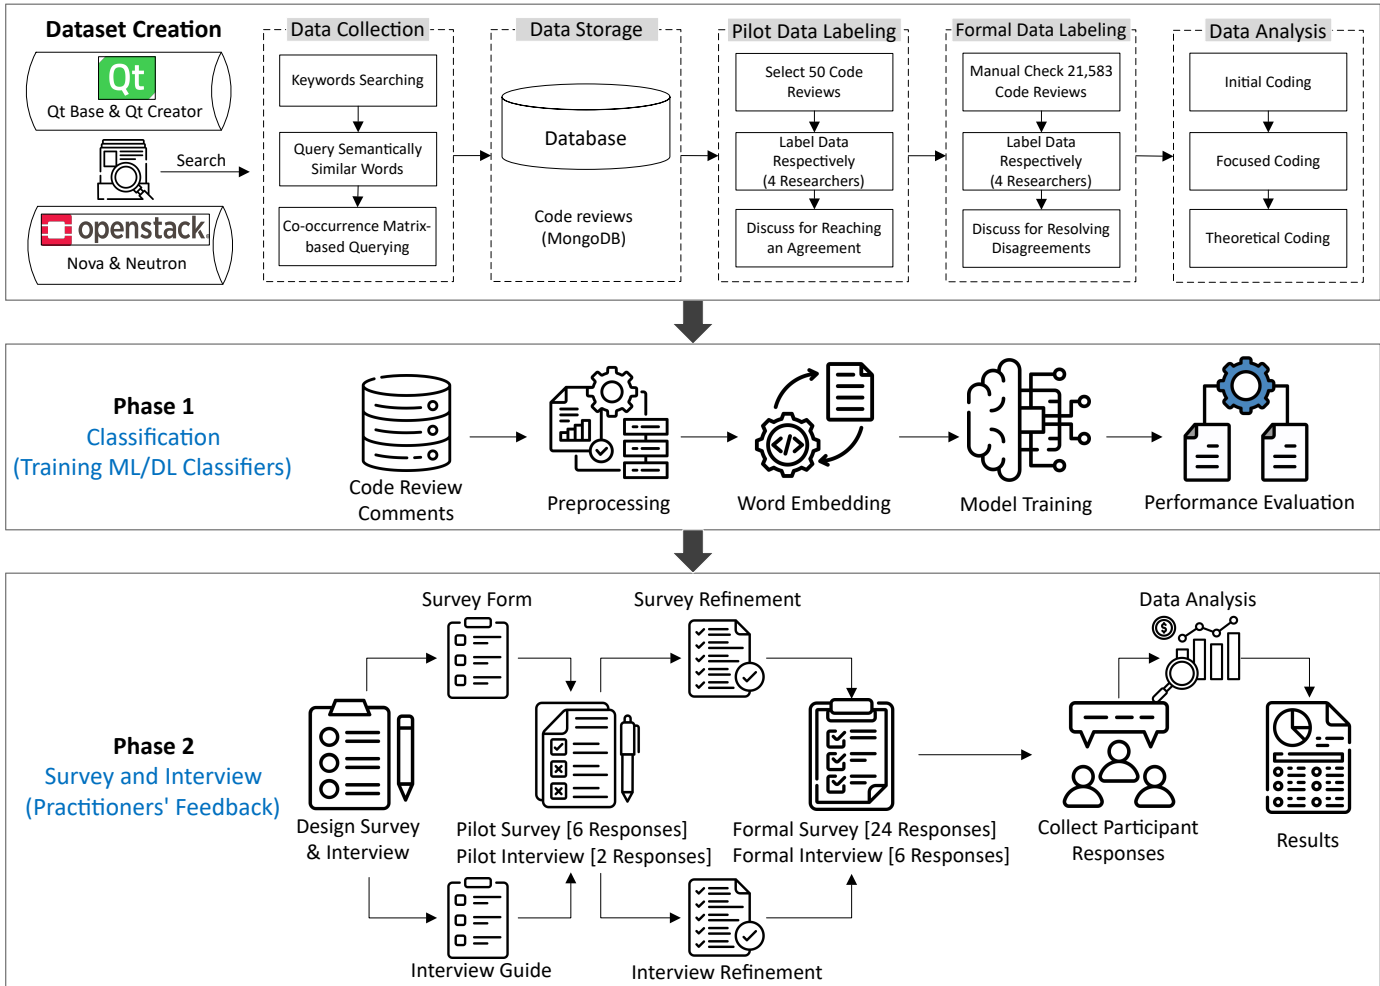 Dataset Creation
Qt
Qt Base & Qt Creator
Search
openstack.
Nova & Neutron
Data Collection
Keywords Searching
Query Semantically
Similar Words
Co-occurrence Matrix-
based Querying
Data Storage
Database
Code reviews
(MongoDB)
Pilot Data Labeling
Select 50 Code
Reviews
Label Data
Respectively
(4 Researchers)
Discuss for Reaching
an Agreement
Formal Data Labeling
Manual Check 21,583
Code Reviews
Label Data
Respectively
(4 Researchers)
Discuss for Resolving
Disagreements
Data Analysis
Initial Coding
Focused Coding
Theoretical Coding
Phase 1
Classification
(Training ML/DL Classifiers)
Code Review
Comments
Preprocessing
</>
Word Embedding
Model Training
Performance Evaluation
Phase 2
Survey and Interview
(Practitioners' Feedback)
Design Survey
& Interview
Survey Form
Interview Guide
Pilot Survey [6 Responses]
Pilot Interview [2 Responses]
Survey Refinement
Interview Refinement
Formal Survey [24 Responses]
Formal Interview [6 Responses]
Data Analysis
$
Collect Participant
Responses
Results